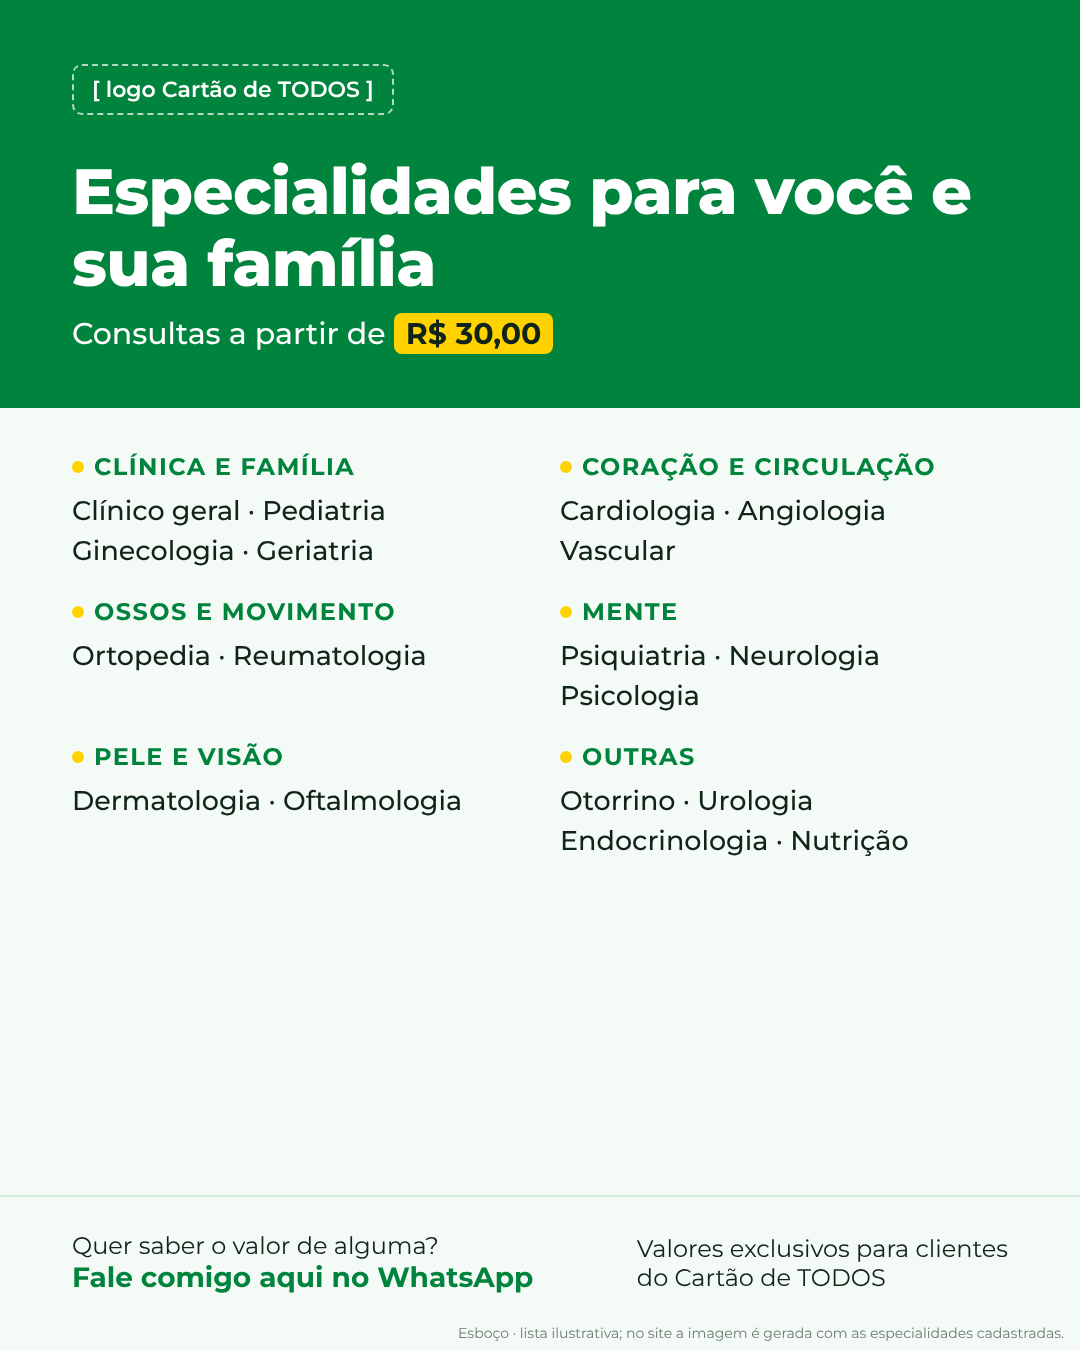 [ logo Cartão de TODOS ]
Especialidades para você e
sua família
Consultas a partir de R$ 30,00
CLÍNICA E FAMÍLIA
Clínico geral · Pediatria
Ginecologia · Geriatria
CORAÇÃO E CIRCULAÇÃO
Cardiologia · Angiologia
Vascular
OSSOS E MOVIMENTO
Ortopedia · Reumatologia
MENTE
Psiquiatria · Neurologia
Psicologia
PELE E VISÃO
Dermatologia · Oftalmologia
OUTRAS
Otorrino · Urologia
Endocrinologia · Nutrição
Quer saber o valor de alguma?
Fale comigo aqui no WhatsApp
Valores exclusivos para clientes
do Cartão de TODOS
Esboço · lista ilustrativa; no site a imagem é gerada com as especialidades cadastradas.